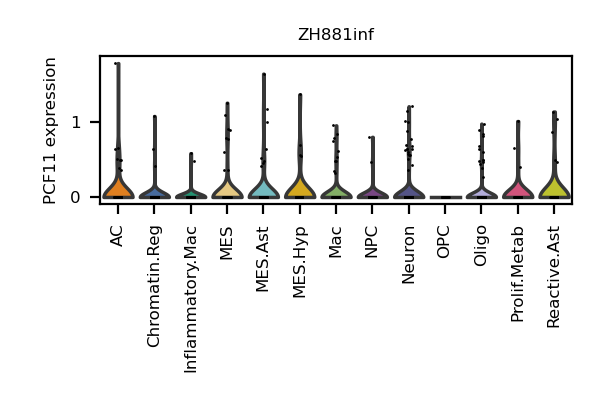 ZH881inf
PCF11 expression
1
0
AC
Chromatin.Reg
Inflammatory.Mac
MES
MES.Ast
MES.Hyp
Mac
NPC
Neuron
OPC
Oligo
Prolif.Metab
Reactive.Ast